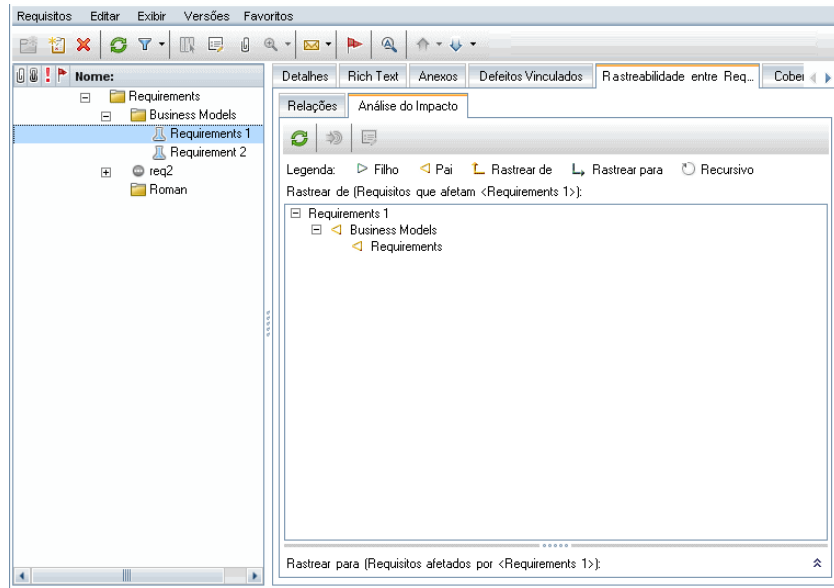 Requisitos Editar Exibir Versões Favoritos
Nome:
Requirements
Business Models
Requirements 1
Requirement 2
req2
Roman
Detalhes Rich Text Anexos Defeitos Vinculados Rastreabilidade entre Req... Cober
Relações Análise do Impacto
Legenda: Filho Pai Rastrear de Rastrear para Recursivo
Rastrear de (Requisitos que afetam <Requirements 1>):
Requirements 1
Business Models
Requirements
Rastrear para (Requisitos afetados por <Requirements 1>):